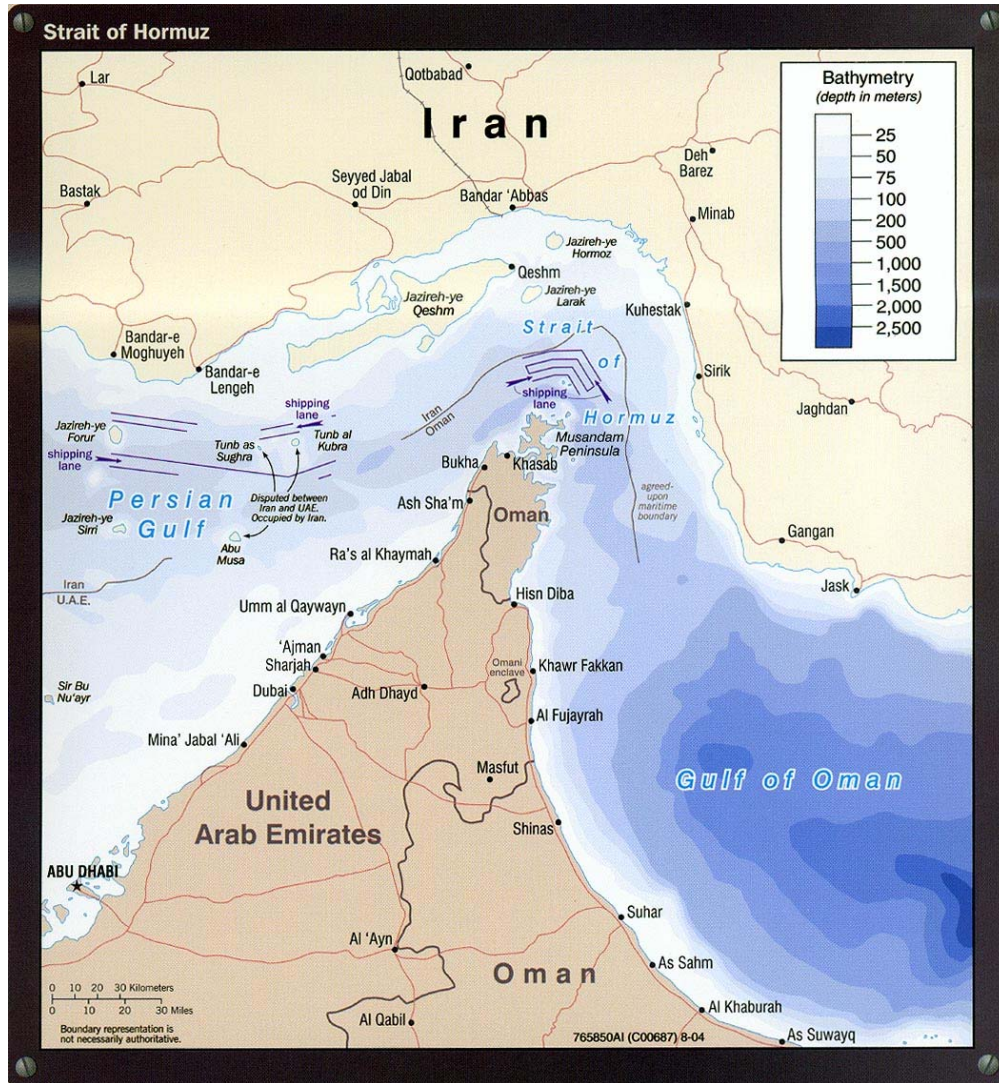 Strait of Hormuz
Bathymetry
(depth in meters)
25
50
75
100
200
500
1,000
1,500
2,000
2,500
Lar
Qotbabad
Iran
Deh
Barez
Bastak
Seyyed Jabal
od Din
Bandar 'Abbas
Minab
Jazireh-ye
Hormoz
Qeshm
Jazireh-ye
Larak
Jazireh-ye
Qeshm
Kuhestak
Strait
of
Hormuz
Bandar-e
Moghuyeh
Bandar-e
Lengeh
Sirik
Jaghdan
shipping
lane
Iran
Oman
shipping
lane
Jazireh-ye
Forur
Tunb as
Sughra
Tunb al
Kubra
shipping
lane
Musandam
Peninsula
Bukha
Khasab
Persian
Gulf
Disputed between
Iran and UAE.
Occupied by Iran.
Ash Sha'm
agreed-
upon
maritime
boundary
Jazireh-ye
Sirri
Abu
Musa
Oman
Gangan
Ra's al Khaymah
Iran
U.A.E.
Jask
Hisn Diba
Umm al Qaywayn
'Ajman
Sharjah
Omani
enclave
Khawr Fakkan
Sir Bu
Nu'ayr
Dubai
Adh Dhayd
Al Fujayrah
Mina' Jabal 'Ali
Masfut
Gulf of Oman
United
Arab Emirates
Shinas
ABU DHABI
Suhar
Al 'Ayn
As Sahm
Oman
0 10 20 30 Kilometers
0 10 20 30 Miles
Al Khaburah
Al Qabil
Boundary representation is
not necessarily authoritative.
765850AI (C00687) 8-04
As Suwayq